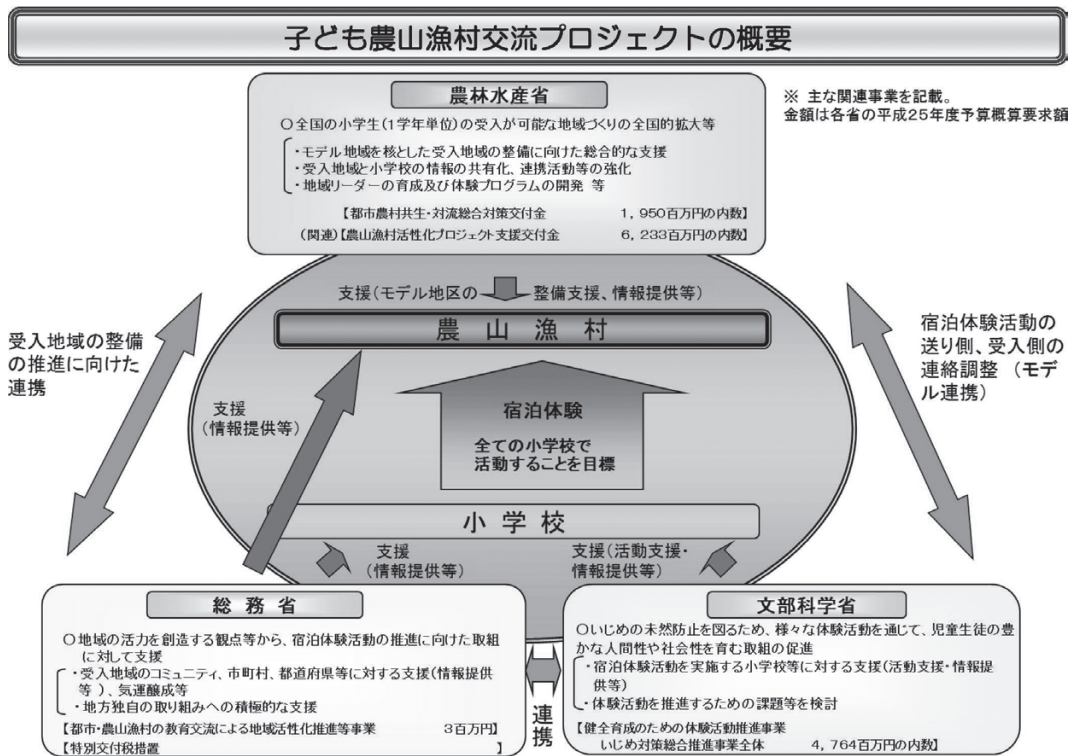 子ども農山漁村交流プロジェクトの概要
※ 主な関連事業を記載。
金額は各省の平成25年度予算概算要求額
農林水産省
○全国の小学生(1学年単位)の受入が可能な地域づくりの全国的拡大等
・モデル地域を核とした受入地域の整備に向けた総合的な支援
・受入地域と小学校の情報の共有化、連携活動等の強化
・地域リーダーの育成及び体験プログラムの開発 等
【都市農村共生・対流総合対策交付金 1,950百万円の内数】
(関連)【農山漁村活性化プロジェクト支援交付金 6,233百万円の内数】
支援(モデル地区の 整備支援、情報提供等)
農山漁村
受入地域の整備
の推進に向けた
連携
宿泊体験活動の
送り側、受入側の
連絡調整 (モ
デル連携)
支援
(情報提供等)
宿泊体験
全ての小学校で
活動することを目標
小学校
支援
(情報提供等)
支援(活動支援・
情報提供等)
総務省
○地域の活力を創造する観点等から、宿泊体験活動の推進に向けた取組
に対して支援
・受入地域のコミュニティ、市町村、都道府県等に対する支援(情報提供
等)、気運醸成等
・地方独自の取り組みへの積極的な支援
【都市・農山漁村の教育交流による地域活性化推進等事業 3百万円】
【特別交付税措置 】
連携
文部科学省
○いじめの未然防止を図るため、様々な体験活動を通じて、児童生徒の豊
かな人間性や社会性を育む取組の促進
・宿泊体験活動を実施する小学校等に対する支援(活動支援・情報提
供等)
・体験活動を推進するための課題等を検討
【健全育成のための体験活動推進事業
いじめ対策総合推進事業全体 4,764百万円の内数】